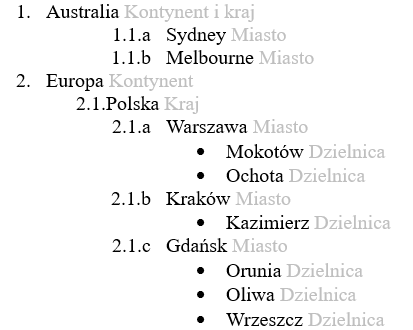 1. Australia Kontynent i kraj
1.1.a Sydney Miasto
1.1.b Melbourne Miasto
2. Europa Kontynent
2.1.Polska Kraj
2.1.a Warszawa Miasto
• Mokotów Dzielnica
• Ochota Dzielnica
2.1.b Kraków Miasto
• Kazimierz Dzielnica
2.1.c Gdańsk Miasto
• Orunia Dzielnica
• Oliwa Dzielnica
• Wrzeszcz Dzielnica